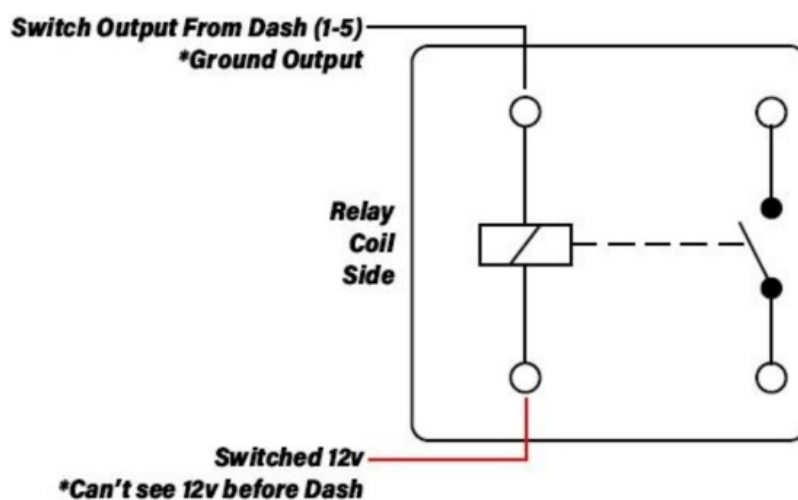 Switch Output From Dash (1-5)
*Ground Output
Relay
Coil
Side
Switched 12v
*Can't see 12v before Dash